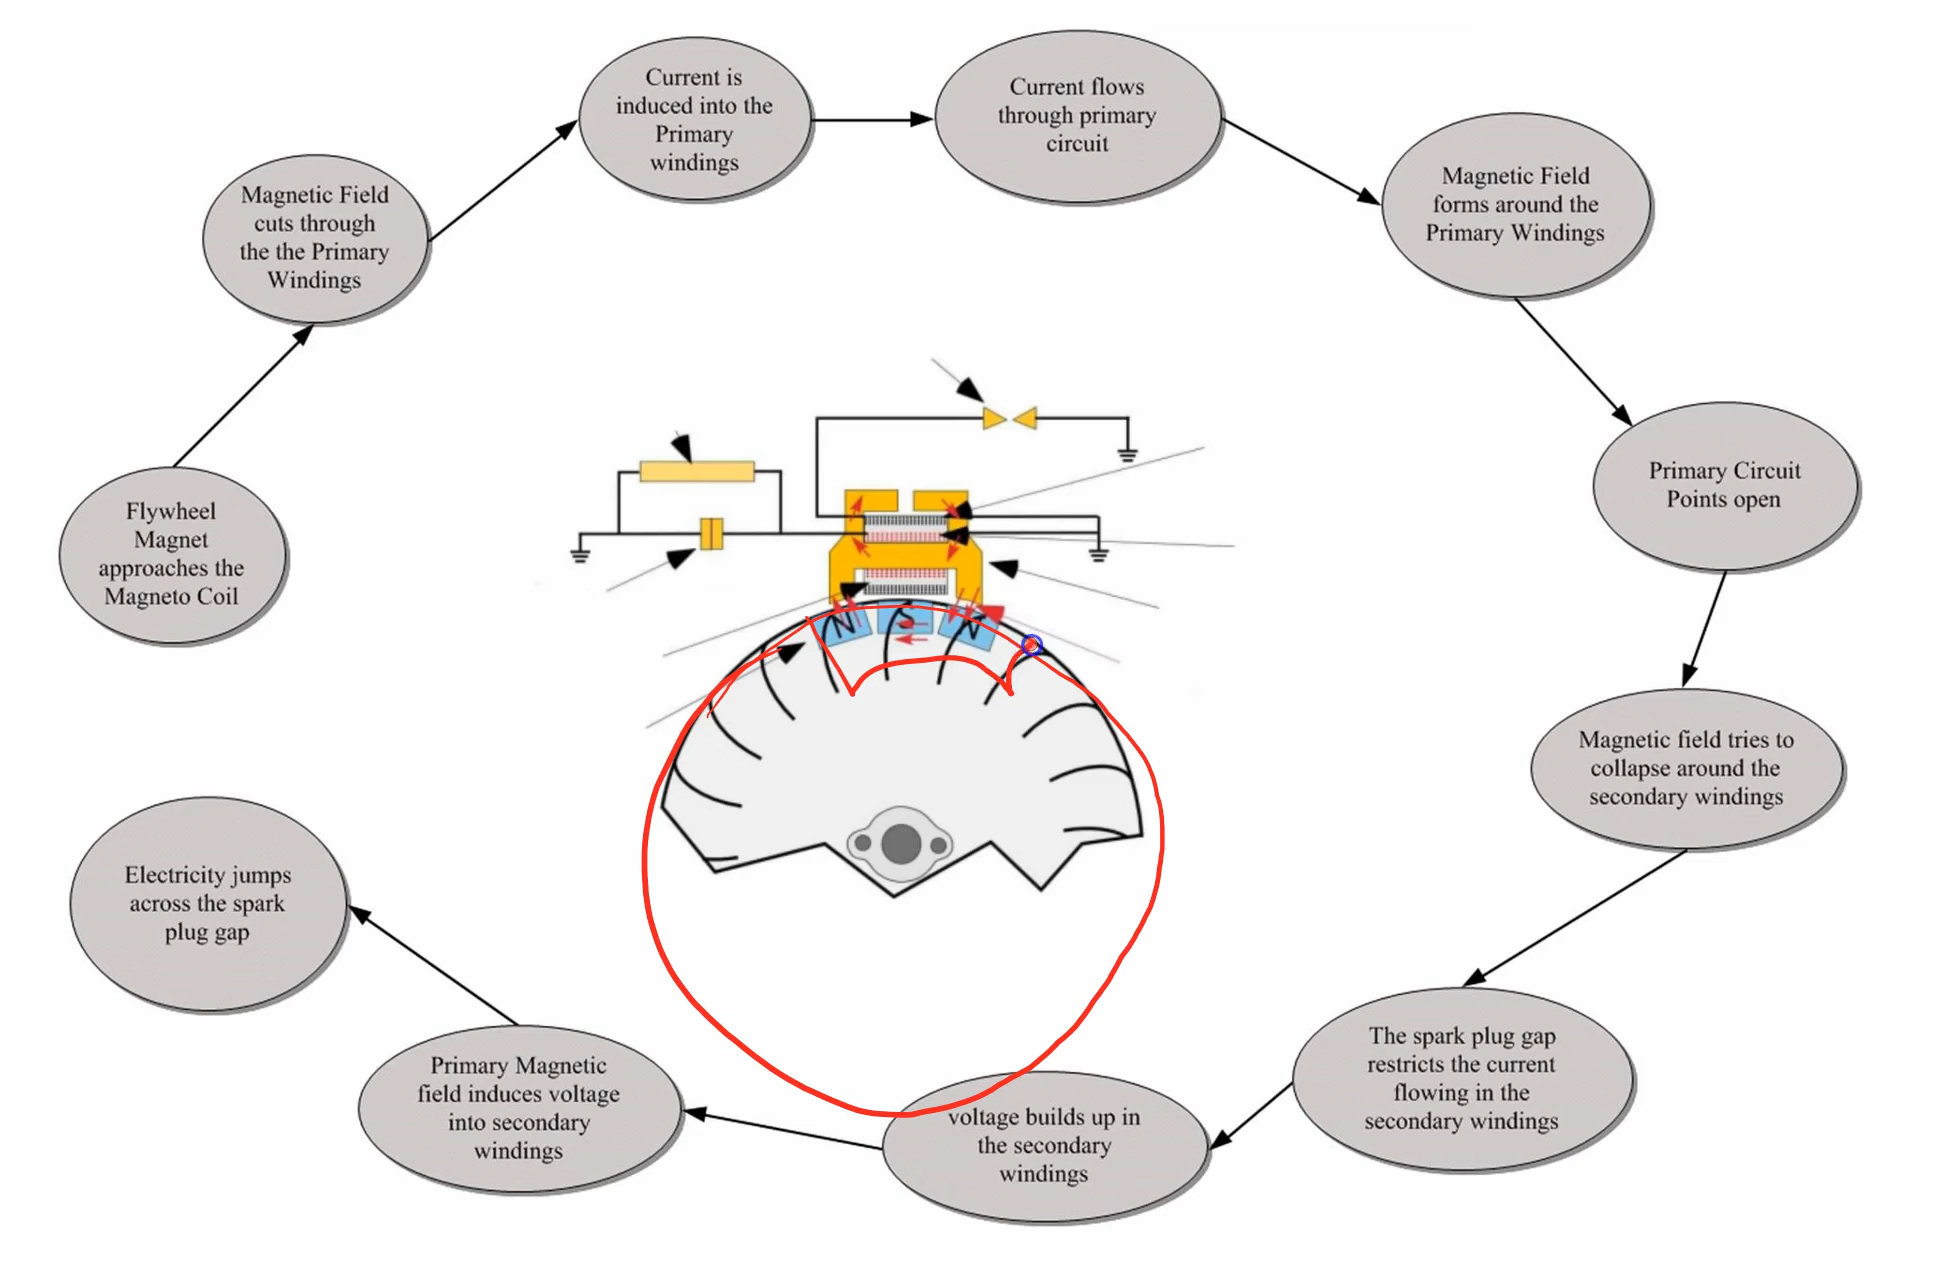 Flywheel
Magnet
approaches the
Magneto Coil
Magnetic Field
cuts through
the the Primary
Windings
Current is
induced into the
Primary
windings
Current flows
through primary
circuit
Magnetic Field
forms around the
Primary Windings
Primary Circuit
Points open
Magnetic field tries to
collapse around the
secondary windings
The spark plug gap
restricts the current
flowing in the
secondary windings
voltage builds up in
the secondary
windings
Primary Magnetic
field induces voltage
into secondary
windings
Electricity jumps
across the spark
plug gap
N S N